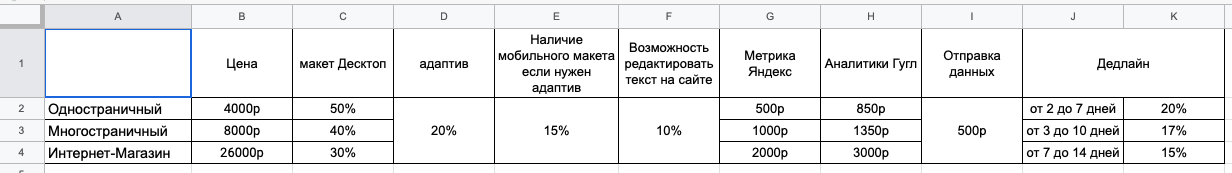 A B C D E F G H I J K
1 Цена макет Десктоп адаптив Наличие мобильного макета если нужен адаптив Возможность редактировать текст на сайте Метрика Яндекс Аналитики Гугл Отправка данных Дедлайн
2 Одностраничный 4000р 50% 500р 850р от 2 до 7 дней 20%
3 Многостраничный 8000р 40% 20% 15% 10% 1000р 1350р 500р от 3 до 10 дней 17%
4 Интернет-Магазин 26000р 30% 2000р 3000р от 7 до 14 дней 15%